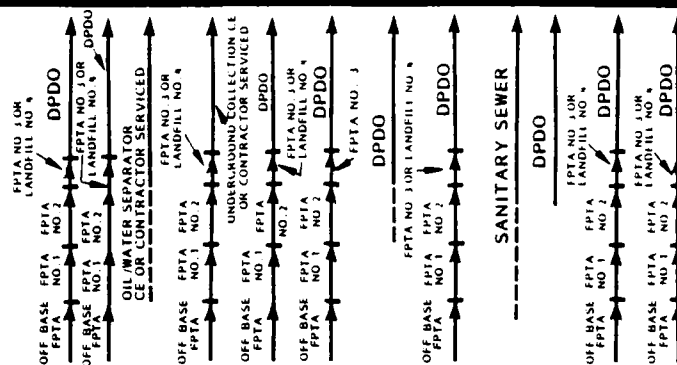 OFF BASE
FPTA
FPTA
NO. 1
FPTA
NO. 2
FPTA NO 3 OR
LANDFILL NO 4
DPDO
OFF BASE
FPTA
FPTA
NO. 1
FPTA
NO. 2
FPTA NO. 3 OR
LANDFILL NO. 4
DPDO
OIL/WATER SEPARATOR
CE OR CONTRACTOR SERVICED
OFF BASE
FPTA
FPTA
NO. 1
FPTA
NO. 2
FPTA NO. 3 OR
LANDFILL NO 4
UNDERGROUND COLLECTION CE
OR CONTRACTOR SERVICED
OFF BASE
FPTA
FPTA
NO. 1
FPTA
NO. 2
FPTA NO. 3 OR
LANDFILL NO 4
DPDO
OFF BASE
FPTA
FPTA
NO 1
FPTA
NO 2
FPTA NO. 3
DPDO
DPDO
OFF BASE
FPTA
FPTA
NO 1
FPTA
NO 2
FPTA NO 3 OR LANDFILL NO 4
DPDO
SANITARY SEWER
DPDO
OFF BASE
FPTA
FPTA
NO 1
FPTA
NO 2
FPTA NO 3 OR
LANDFILL NO 4
DPDO
OFF BASE
FPTA
FPTA
NO. 1
FPTA
NO. 2
FPTA NO. 3 OR
LANDFILL NO 4
DPDO